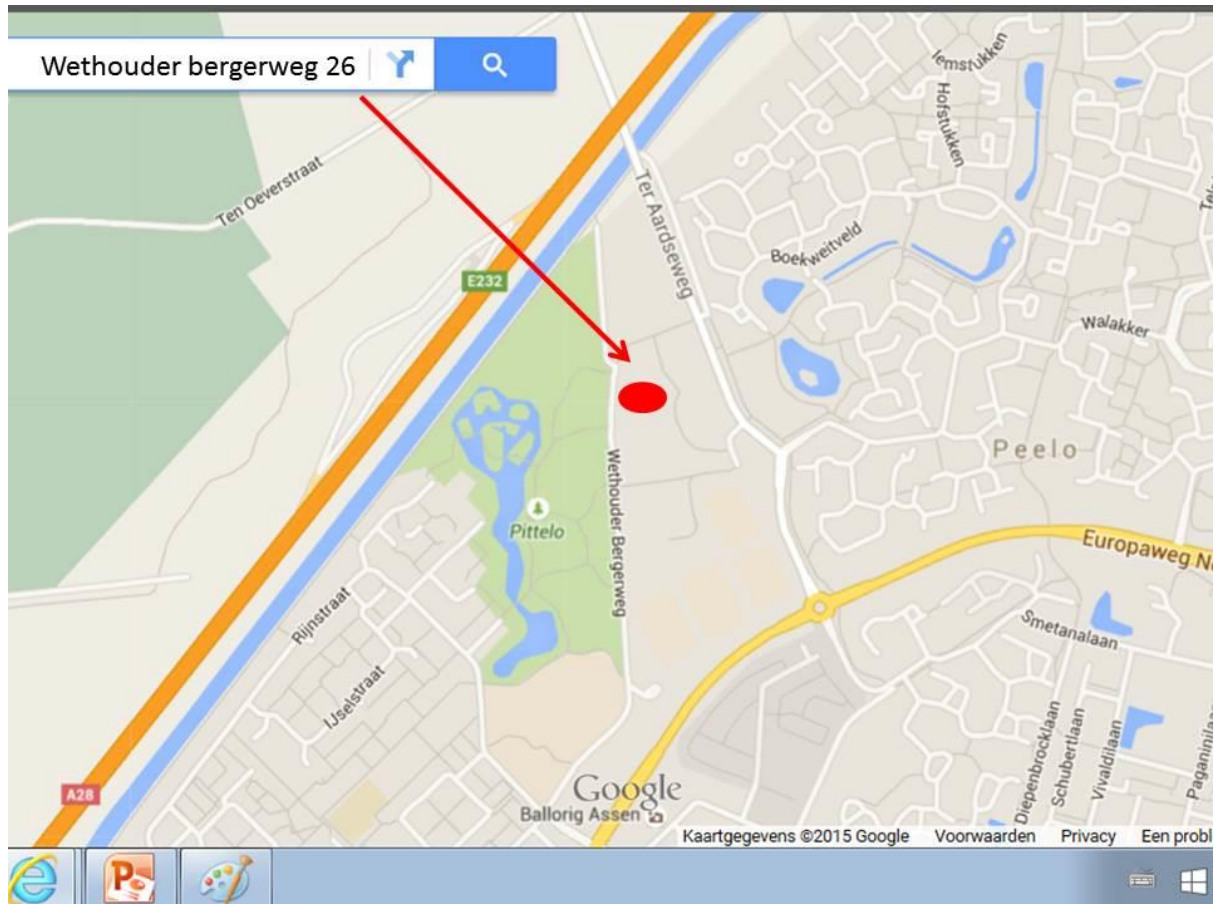 Wethouder bergerweg 26
Iemstukken
Hofstukken
Ten Oeverstraat
Ter Aardseweg
Boekweitveld
E232
Walakker
Peelo
Wethouder Bergerweg
Pittelo
Europaweg
Rijnstraat
Smetanalaan
IJselstraat
Diepenbrocklaan
Schubertlaan
Vivaldilaan
A28
Google
Ballorig Assen
Kaartgegevens ©2015 Google Voorwaarden Privacy Een probl